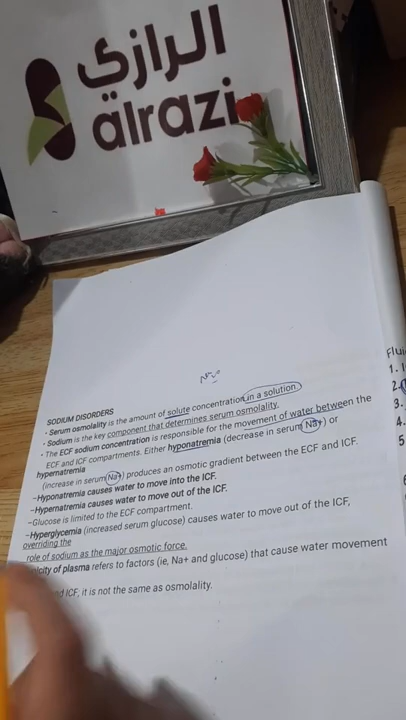 الرازي
alrazi
SODIUM DISORDERS
- Serum osmolality is the amount of solute concentration in a solution.
- Sodium is the key component that determines serum osmolality.
- The ECF sodium concentration is responsible for the movement of water between the
ECF and ICF compartments. Either hyponatremia (decrease in serum Na+) or
hypernatremia
(increase in serum Na+) produces an osmotic gradient between the ECF and ICF.
-Hyponatremia causes water to move into the ICF.
-Hypernatremia causes water to move out of the ICF.
-Glucose is limited to the ECF compartment.
-Hyperglycemia (increased serum glucose) causes water to move out of the ICF,
overriding the
role of sodium as the major osmotic force.
of plasma refers to factors (ie, Na+ and glucose) that cause water movement
ICF; it is not the same as osmolality.
Flui
1.
2.
3.
4.
5.